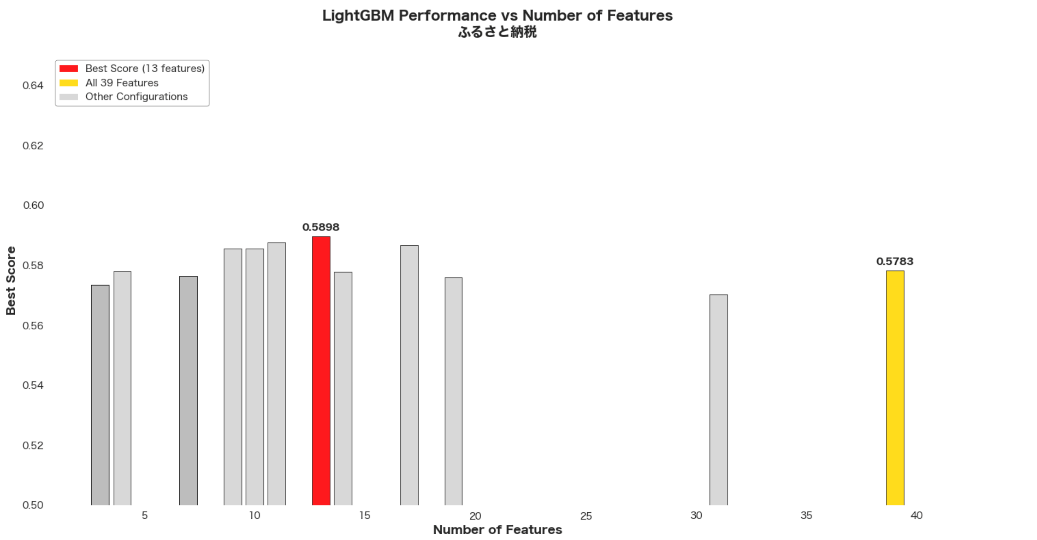 LightGBM Performance vs Number of Features
ふるさと納税
Best Score (13 features)
All 39 Features
Other Configurations
0.64
0.62
0.60
0.58
0.56
0.54
0.52
0.50
Best Score
0.5898
0.5783
5 10 15 20 25 30 35 40
Number of Features